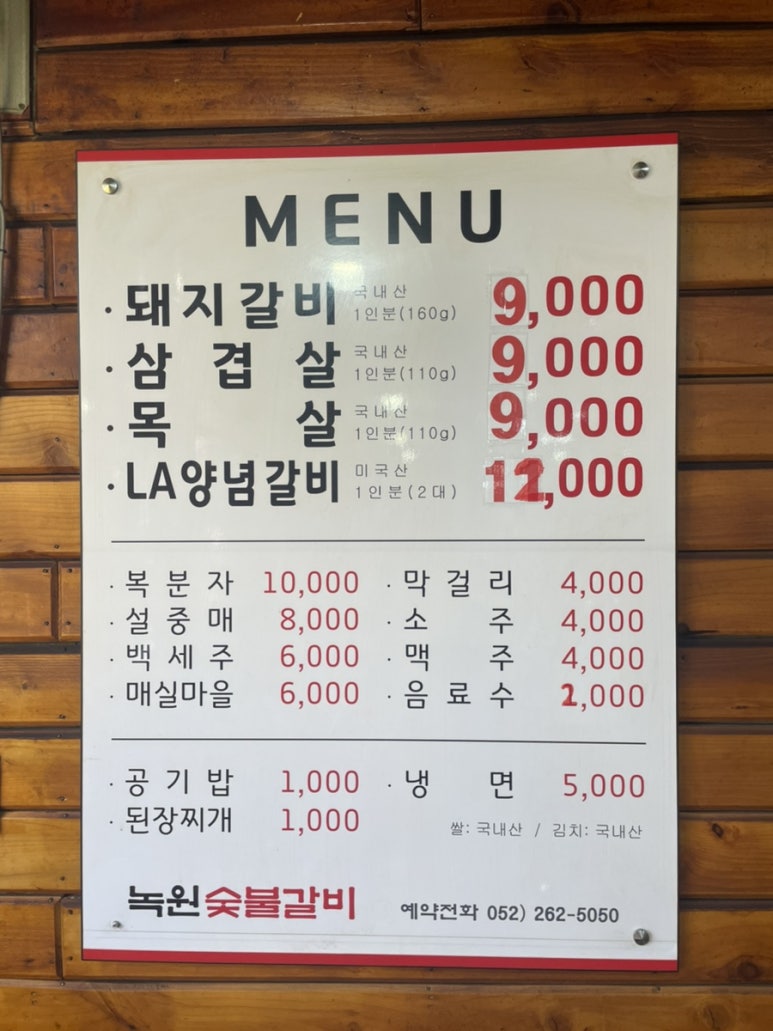 MENU
· 돼지갈비 국내산 1인분(160g) 9,000
· 삼겹살 국내산 1인분(110g) 9,000
· 목살 국내산 1인분(110g) 9,000
· LA양념갈비 미국산 1인분(2대) 12,000
· 복분자 10,000 · 막걸리 4,000
· 설중매 8,000 · 소주 4,000
· 백세주 6,000 · 맥주 4,000
· 매실마을 6,000 · 음료수 2,000
· 공기밥 1,000 · 냉면 5,000
· 된장찌개 1,000
쌀: 국내산 / 김치: 국내산
녹원숯불갈비 예약전화 052) 262-5050